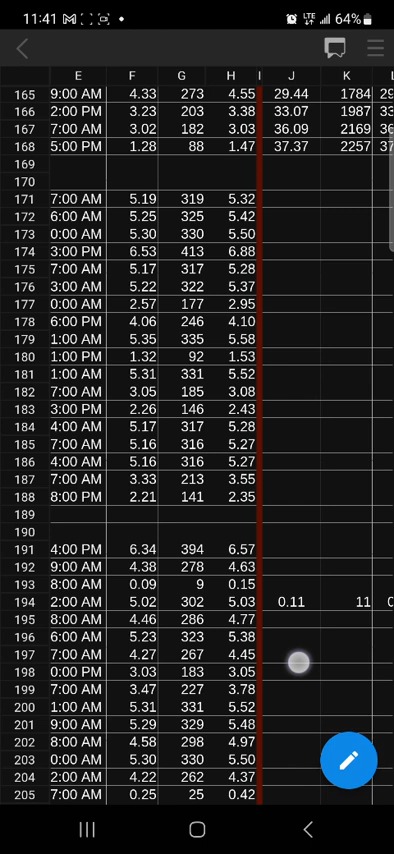 11:41 LTE 64%
E F G H I J K L
165 9:00 AM 4.33 273 4.55 29.44 1784 29
166 2:00 PM 3.23 203 3.38 33.07 1987 33
167 7:00 AM 3.02 182 3.03 36.09 2169 36
168 5:00 PM 1.28 88 1.47 37.37 2257 37
169
170
171 7:00 AM 5.19 319 5.32
172 6:00 AM 5.25 325 5.42
173 0:00 AM 5.30 330 5.50
174 3:00 PM 6.53 413 6.88
175 7:00 AM 5.17 317 5.28
176 3:00 AM 5.22 322 5.37
177 0:00 AM 2.57 177 2.95
178 6:00 PM 4.06 246 4.10
179 1:00 AM 5.35 335 5.58
180 1:00 PM 1.32 92 1.53
181 1:00 AM 5.31 331 5.52
182 7:00 AM 3.05 185 3.08
183 3:00 PM 2.26 146 2.43
184 4:00 AM 5.17 317 5.28
185 7:00 AM 5.16 316 5.27
186 4:00 AM 5.16 316 5.27
187 7:00 AM 3.33 213 3.55
188 8:00 PM 2.21 141 2.35
189
190
191 4:00 PM 6.34 394 6.57
192 9:00 AM 4.38 278 4.63
193 8:00 AM 0.09 9 0.15
194 2:00 AM 5.02 302 5.03 0.11 11
195 8:00 AM 4.46 286 4.77
196 6:00 AM 5.23 323 5.38
197 7:00 AM 4.27 267 4.45
198 0:00 PM 3.03 183 3.05
199 7:00 AM 3.47 227 3.78
200 1:00 AM 5.31 331 5.52
201 9:00 AM 5.29 329 5.48
202 8:00 AM 4.58 298 4.97
203 0:00 AM 5.30 330 5.50
204 2:00 AM 4.22 262 4.37
205 7:00 AM 0.25 25 0.42